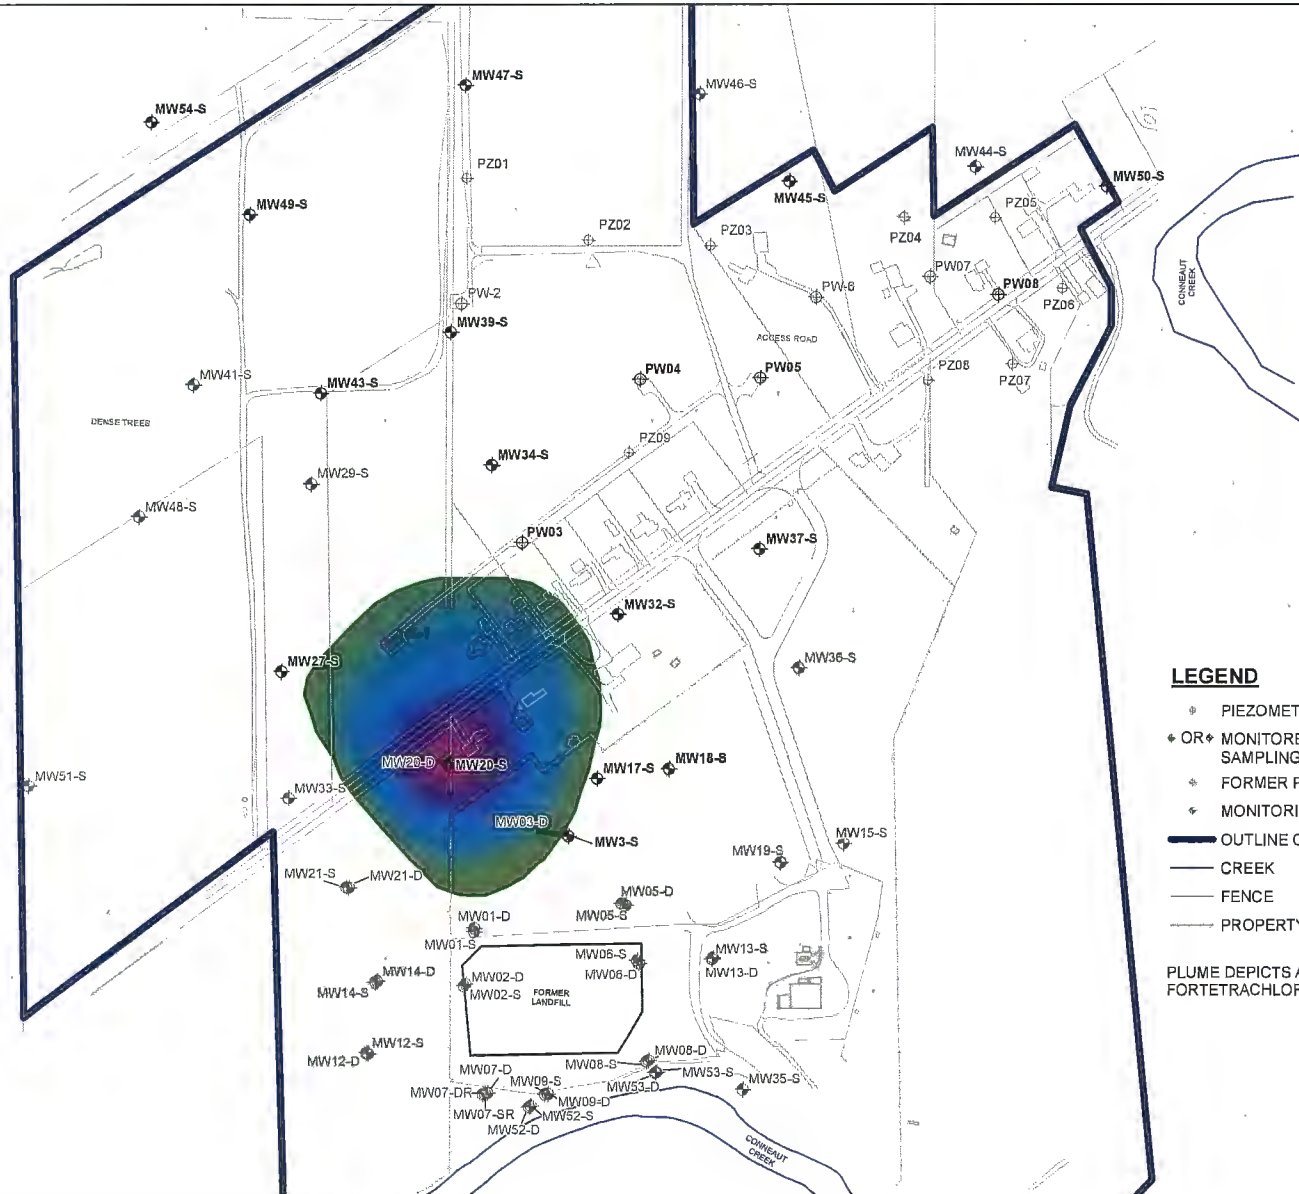 MW47-S
MW46-S
MW54-S
MW44-S
PZ01
MW45-S
MW50-S
MW49-S
PZ05
PZ04
PZ02
PZ03
CONNEAUT
CREEK
PW07
PW-2
PW-6
PW08
PZ06
MW39-S
ACCESS ROAD
PW04
PW05
PZ08
PZ07
MW41-S
MW43-S
DENSE TREES
PZ09
MW34-S
MW29-S
MW48-S
PW03
MW37-S
MW32-S
MW27-S
MW36-S
LEGEND
PIEZOMET
OR MONITORE
SAMPLING
FORMER P
MONITORI
OUTLINE O
CREEK
FENCE
PROPERTY
PLUME DEPICTS A
FORTETRACHLOR
MW20-D
MW20-S
MW17-S
MW18-S
MW51-S
MW33-S
MW03-D
MW3-S
MW15-S
MW19-S
MW21-S
MW21-D
MW05-D
MW05-S
MW01-D
MW01-S
MW06-S
MW06-D
MW13-S
MW13-D
MW14-D
MW14-S
MW02-D
MW02-S
FORMER
LANDFILL
MW12-S
MW12-D
MW08-D
MW08-S
MW53-S
MW53-D
MW35-S
MW07-D
MW09-S
MW07-DR
MW09-D
MW07-SR
MW52-S
MW52-D
CONNEAUT
CREEK